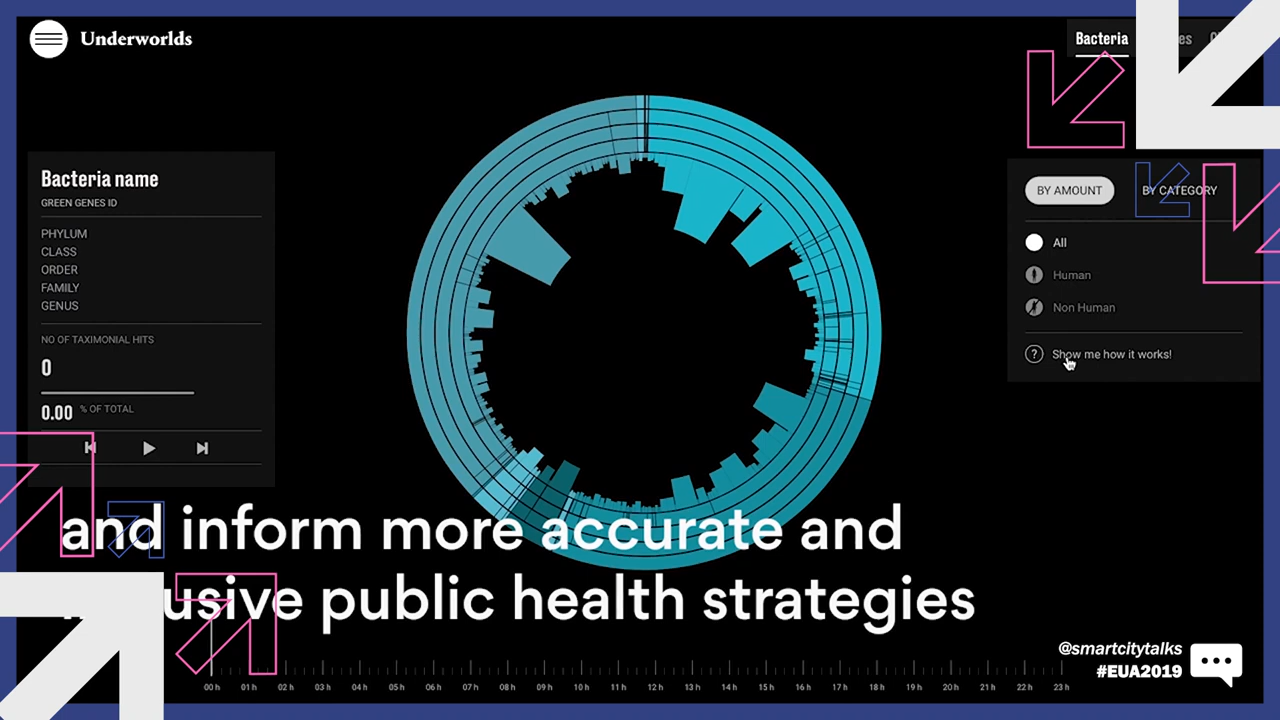 Underworlds
Bacteria
Bacteria name
GREEN GENES ID
PHYLUM
CLASS
ORDER
FAMILY
GENUS
NO OF TAXIMONIAL HITS
0
0.00 % OF TOTAL
BY AMOUNT BY CATEGORY
All
Human
Non Human
? Show me how it works!
and inform more accurate and
public health strategies
@smartcitytalks
#EUA2019
00 h 01 h 02 h 03 h 04 h 05 h 06 h 07 h 08 h 09 h 10 h 11 h 12 h 13 h 14 h 15 h 16 h 17 h 18 h 19 h 20 h 21 h 22 h 23 h